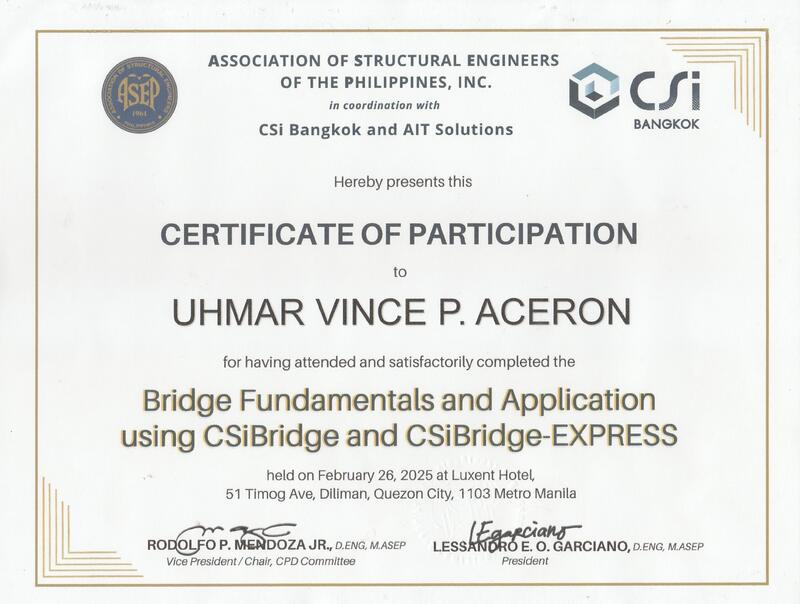 ASSOCIATION OF STRUCTURAL ENGINEERS
OF THE PHILIPPINES, INC.
in coordination with
CSi Bangkok and AIT Solutions
ASSOCIATION OF STRUCTURAL ENGINEERS
ASEP
1961
PHILIPPINES
CSi
BANGKOK
Hereby presents this
CERTIFICATE OF PARTICIPATION
to
UHMAR VINCE P. ACERON
for having attended and satisfactorily completed the
Bridge Fundamentals and Application
using CSiBridge and CSiBridge-EXPRESS
held on February 26, 2025 at Luxent Hotel,
51 Timog Ave, Diliman, Quezon City, 1103 Metro Manila
RODOLFO P. MENDOZA JR., D.ENG, M.ASEP
Vice President / Chair, CPD Committee
LEGarciano
LESSANDRO E. O. GARCIANO, D.ENG, M.ASEP
President